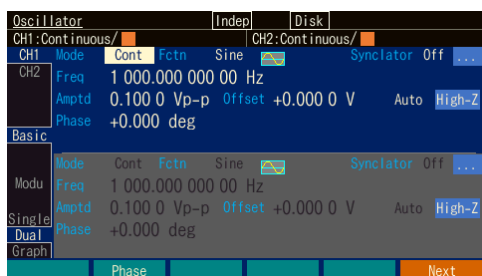 Oscillator Indep Disk
CH1:Continuous/ CH2:Continuous/
CH1 Mode Cont Fctn Sine Synclator Off ...
CH2 Freq 1 000.000 000 00 Hz
Amptd 0.100 0 Vp-p Offset +0.000 0 V Auto High-Z
Phase +0.000 deg
Basic
Mode Cont Fctn Sine Synclator Off ...
Modu Freq 1 000.000 000 00 Hz
Amptd 0.100 0 Vp-p Offset +0.000 0 V Auto High-Z
Single
Dual Phase +0.000 deg
Graph
Phase Next